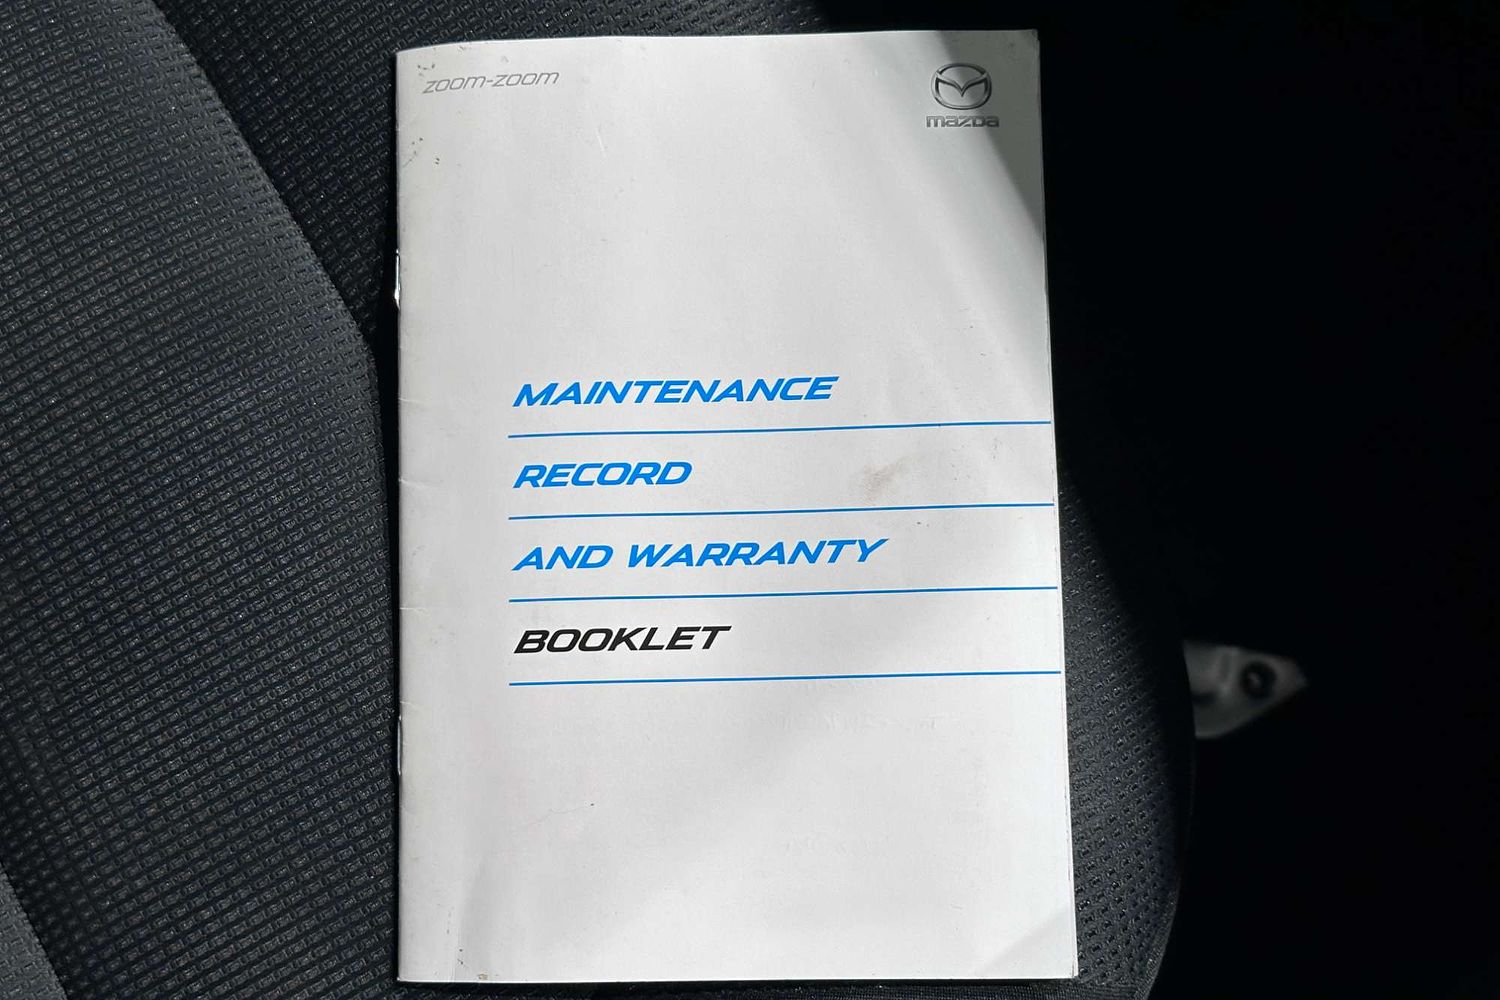 zoom-zoom
mazda
MAINTENANCE
RECORD
AND WARRANTY
BOOKLET